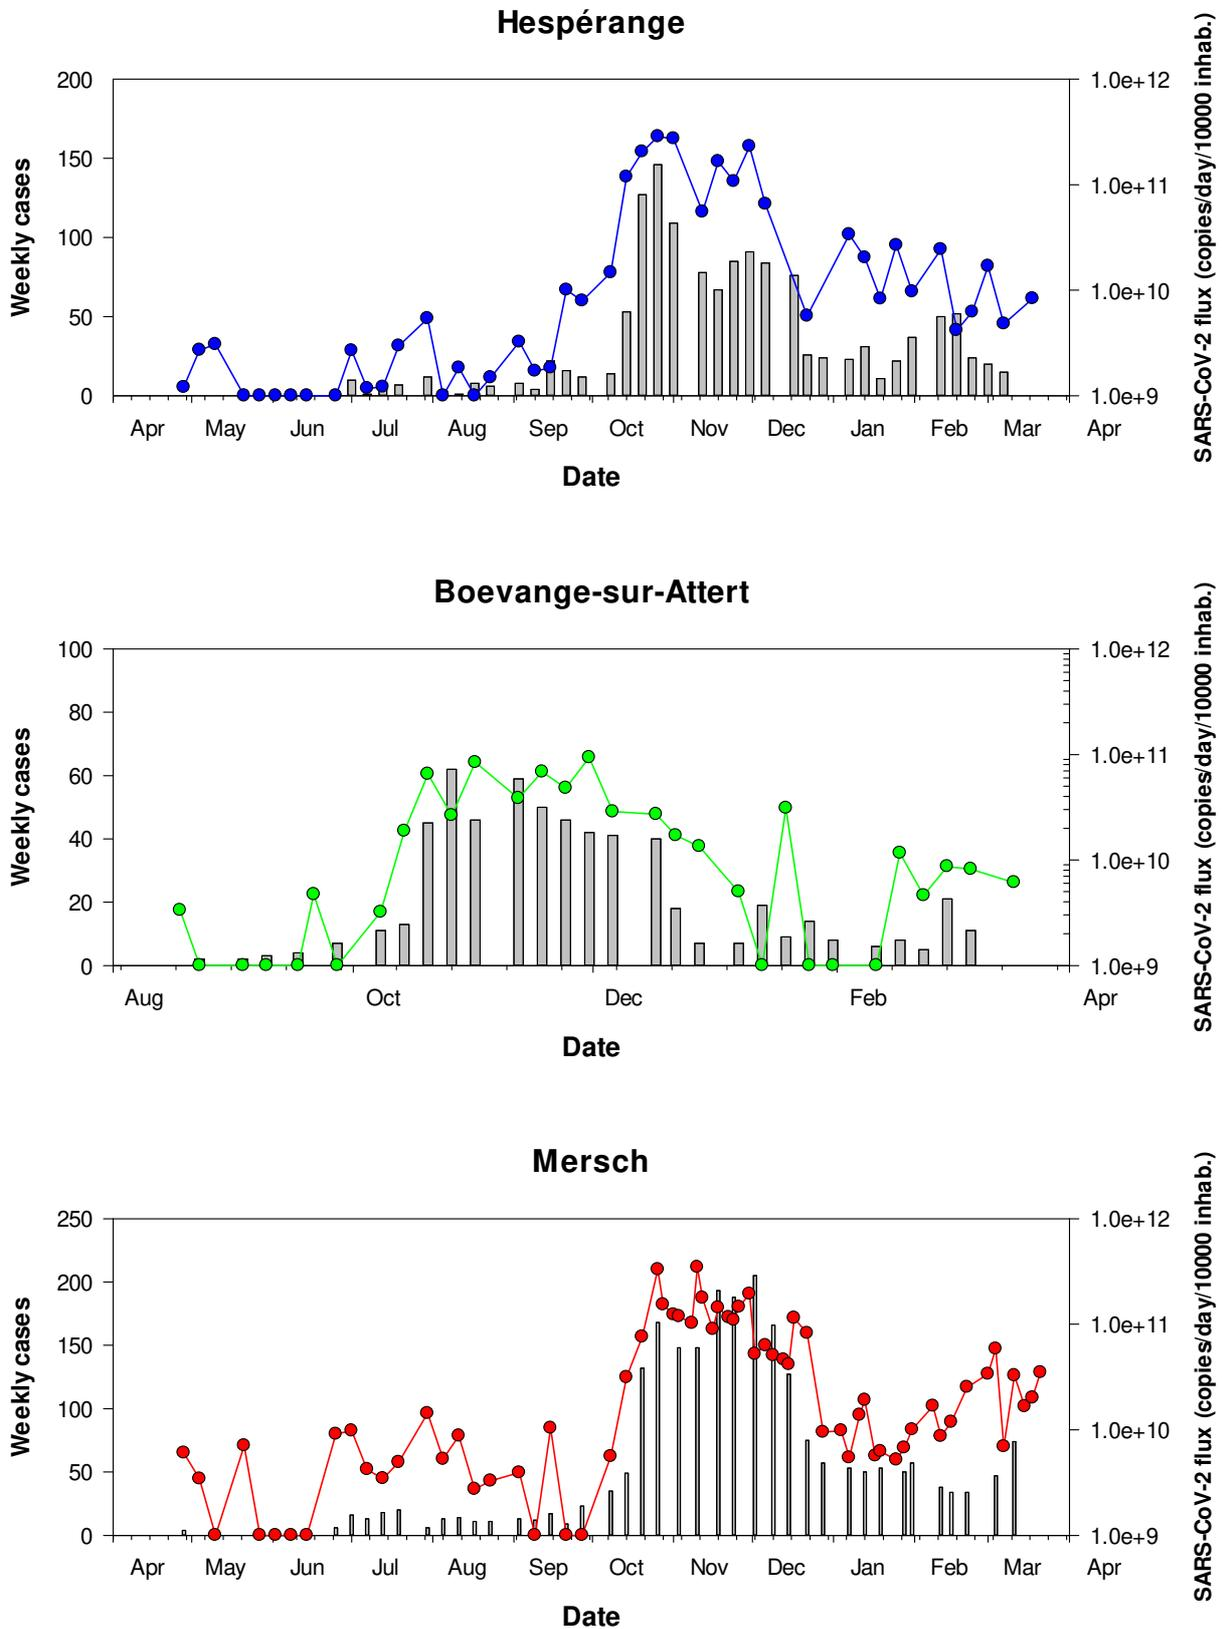 Hespérange
200
150
100
50
0
Weekly cases
1.0e+12
1.0e+11
1.0e+10
1.0e+9
SARS-CoV-2 flux (copies/day/10000 inhab.)
Apr May Jun Jul Aug Sep Oct Nov Dec Jan Feb Mar Apr
Date
Boevange-sur-Attert
100
80
60
40
20
0
Weekly cases
1.0e+12
1.0e+11
1.0e+10
1.0e+9
SARS-CoV-2 flux (copies/day/10000 inhab.)
Aug Oct Dec Feb Apr
Date
Mersch
250
200
150
100
50
0
Weekly cases
1.0e+12
1.0e+11
1.0e+10
1.0e+9
SARS-CoV-2 flux (copies/day/10000 inhab.)
Apr May Jun Jul Aug Sep Oct Nov Dec Jan Feb Mar Apr
Date